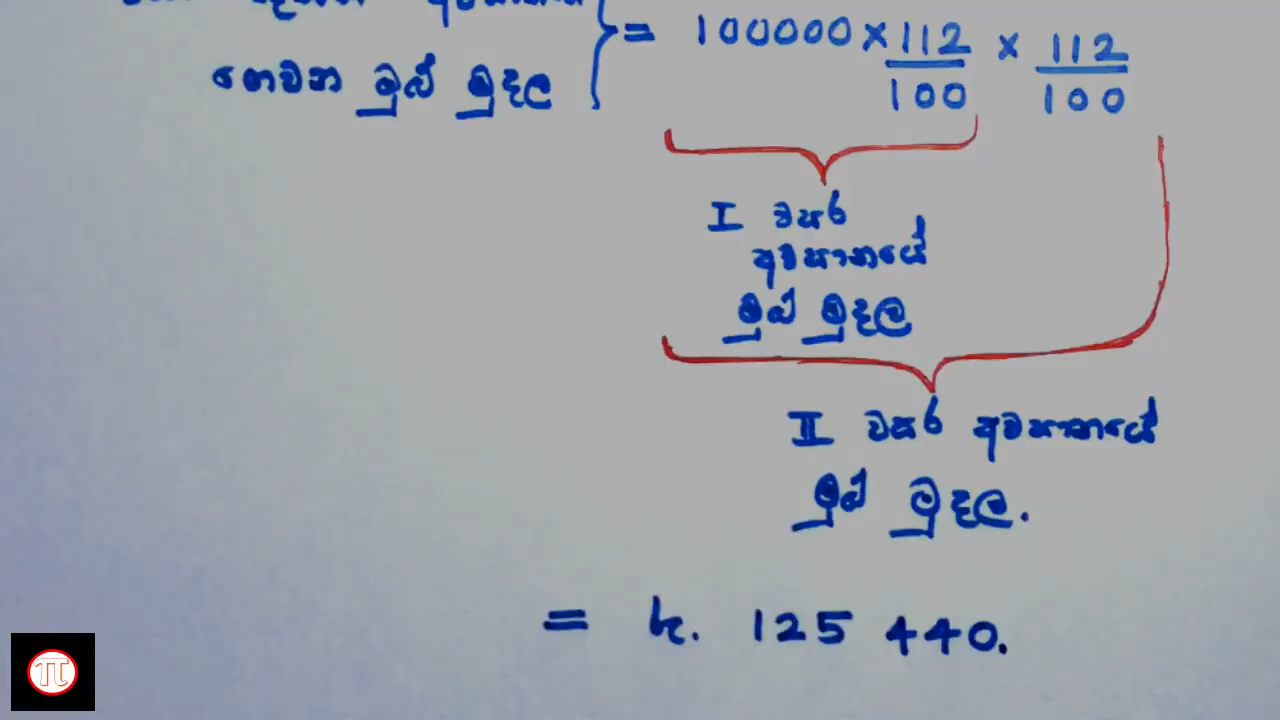 = 100000 × 112/100 × 112/100
ගෙවන මුළු මුදල
I වසර
අවසානයේ
මුළු මුදල
II වසර අවසානයේ
මුළු මුදල.
= රු. 125 440.
π